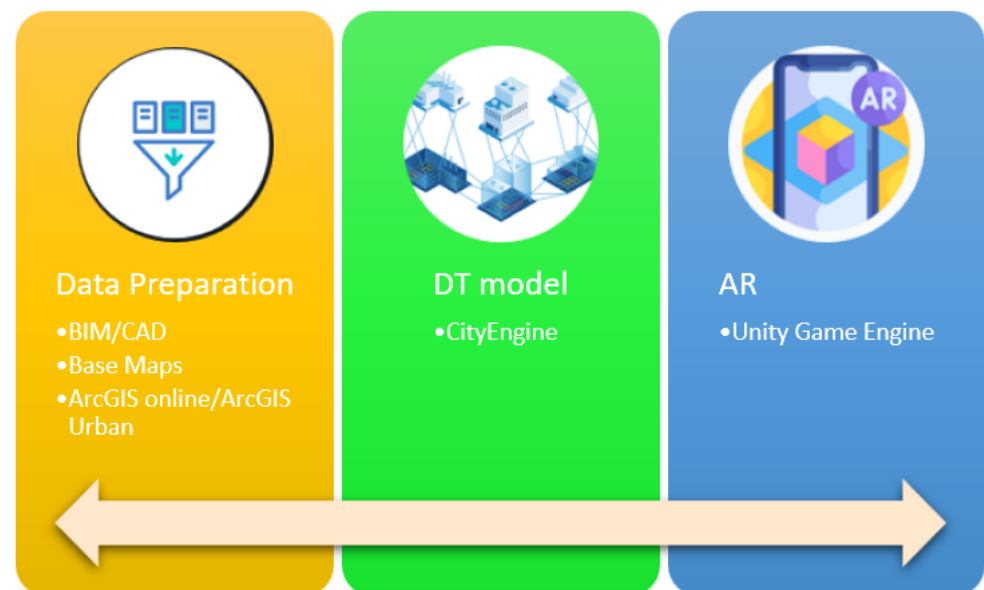 AR
Data Preparation
•BIM/CAD
•Base Maps
•ArcGIS online/ArcGIS
Urban
DT model
•CityEngine
AR
•Unity Game Engine